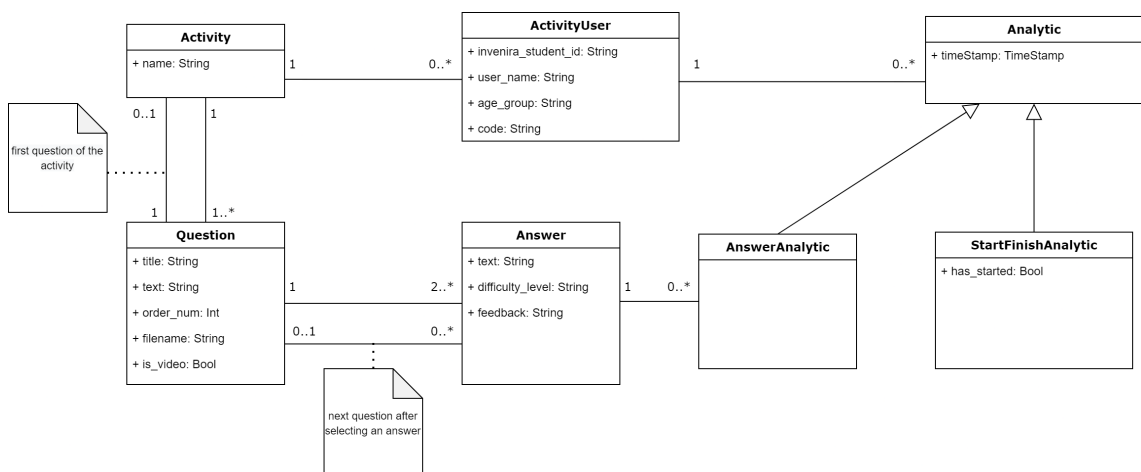 Activity
+ name: String
ActivityUser
+ invenira_student_id: String
+ user_name: String
+ age_group: String
+ code: String
Analytic
+ timeStamp: TimeStamp
1
0..*
1
0..*
0..1
1
first question of the
activity
1
1..*
Question
+ title: String
+ text: String
+ order_num: Int
+ filename: String
+ is_video: Bool
Answer
+ text: String
+ difficulty_level: String
+ feedback: String
AnswerAnalytic
StartFinishAnalytic
+ has_started: Bool
1
2..*
1
0..*
0..1
0..*
next question after
selecting an answer